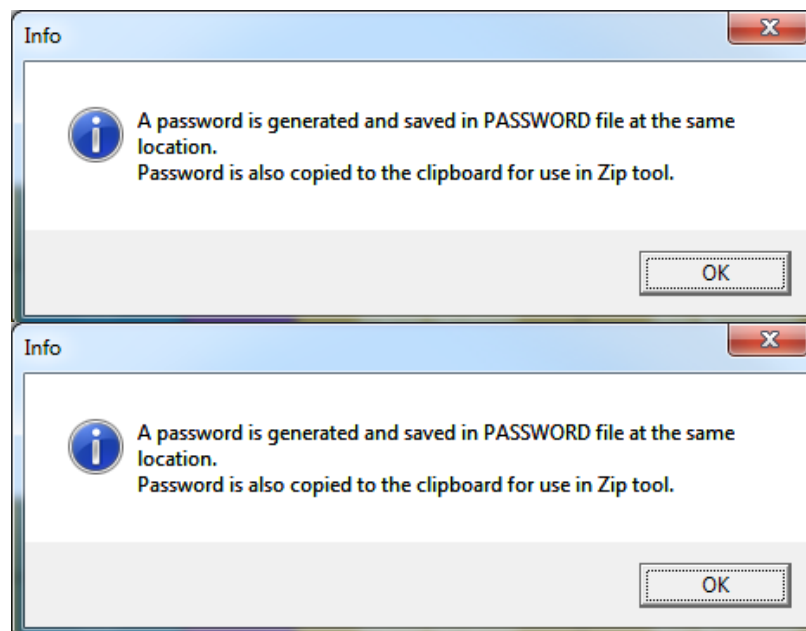 Info
A password is generated and saved in PASSWORD file at the same
location.
Password is also copied to the clipboard for use in Zip tool.
OK
Info
A password is generated and saved in PASSWORD file at the same
location.
Password is also copied to the clipboard for use in Zip tool.
OK